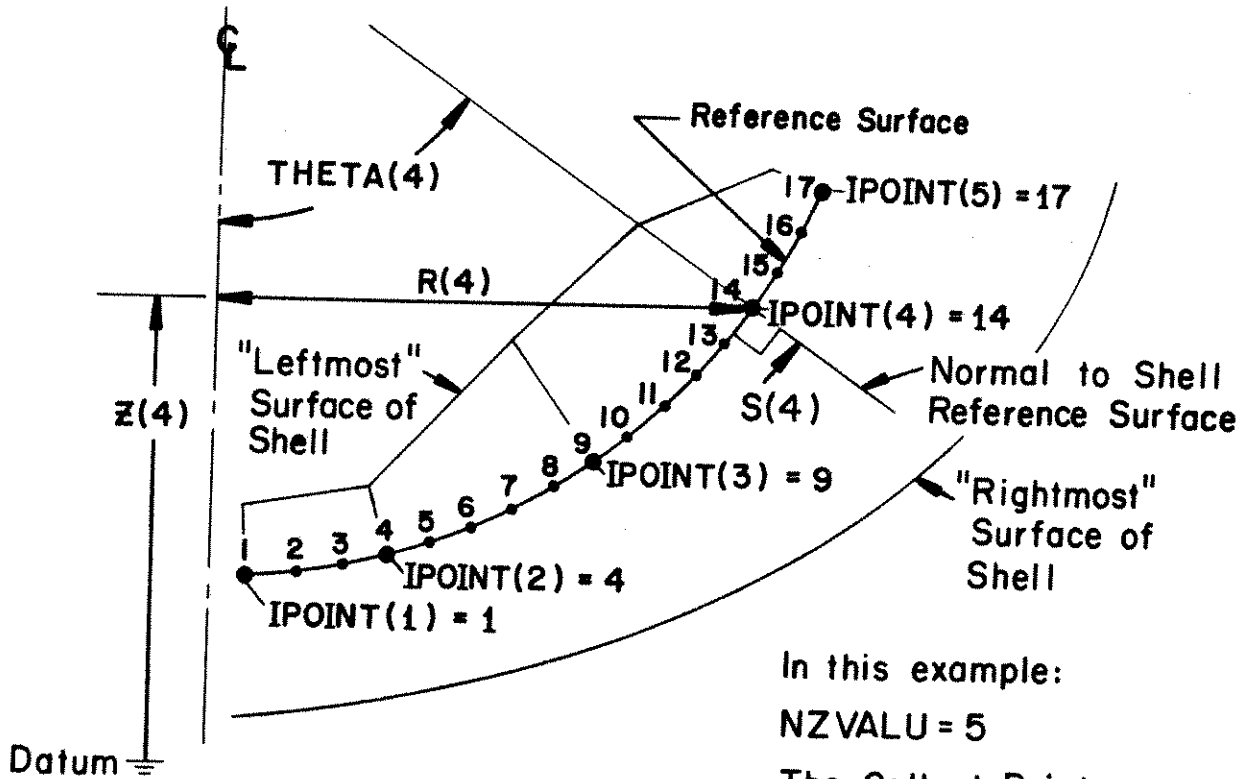 ℄
Reference Surface
THETA(4)
17
IPOINT(5) = 17
16
15
R(4)
14
IPOINT(4) = 14
13
"Leftmost"
Surface of
Shell
12
Normal to Shell
Reference Surface
Z(4)
11
S(4)
10
9
IPOINT(3) = 9
8
7
"Rightmost"
Surface of
Shell
6
5
4
3
2
1
IPOINT(2) = 4
IPOINT(1) = 1
In this example:
NZVALU = 5
Datum